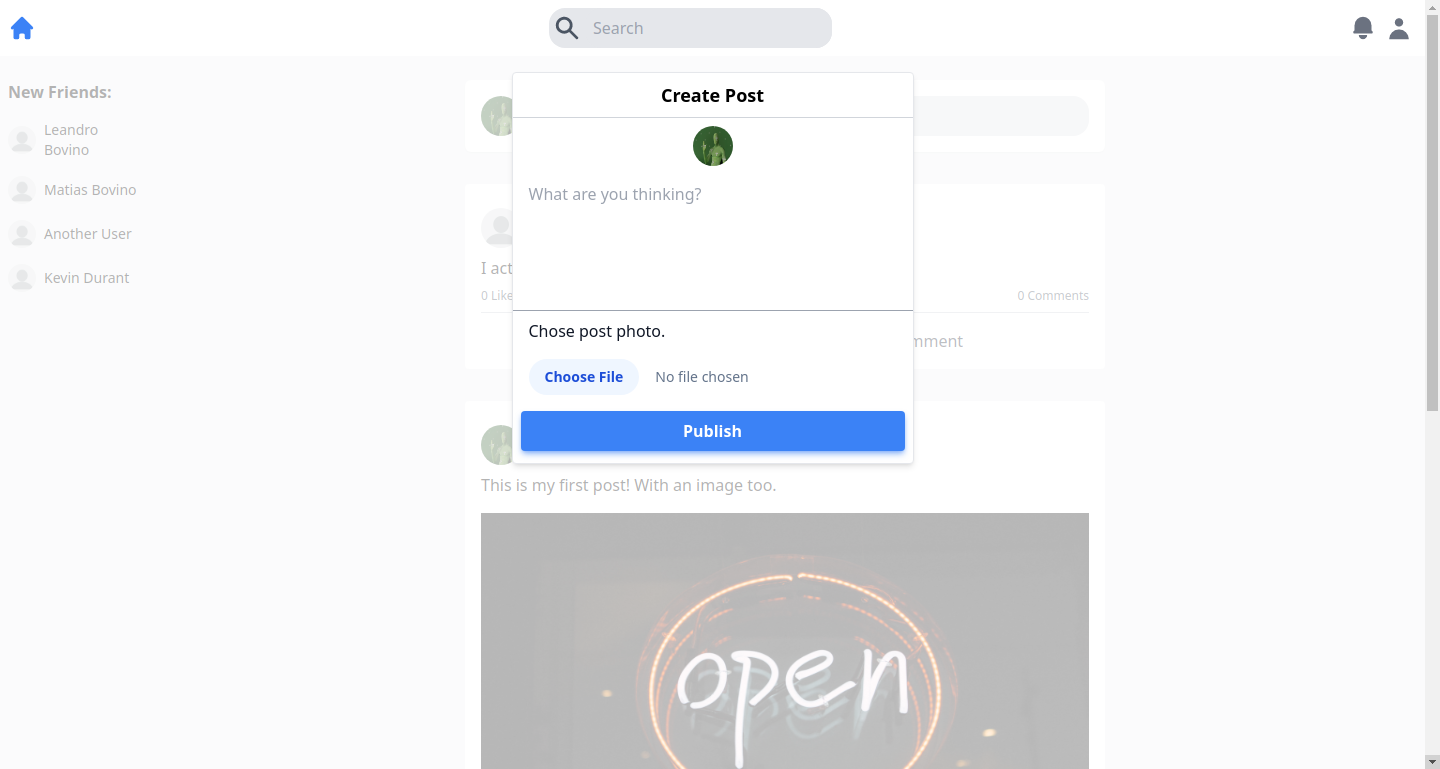 Search
New Friends:
Leandro
Bovino
Matias Bovino
Another User
Kevin Durant
Create Post
What are you thinking?
Chose post photo.
Choose File No file chosen
Publish
I act
0 Like
0 Comments
mment
This is my first post! With an image too.
open